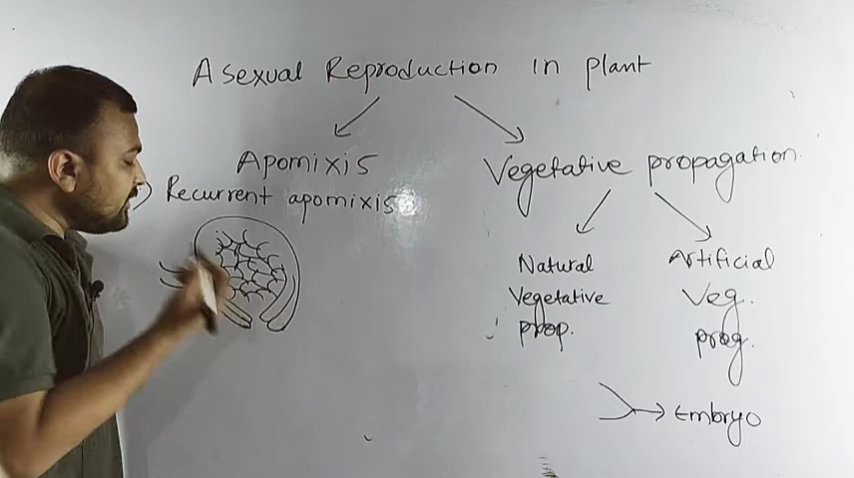 Asexual Reproduction in plant
Apomixis
Vegetative propagation
) Recurrent apomixis
Natural
Vegetative
prop.
Artificial
Veg.
prog.
Embryo